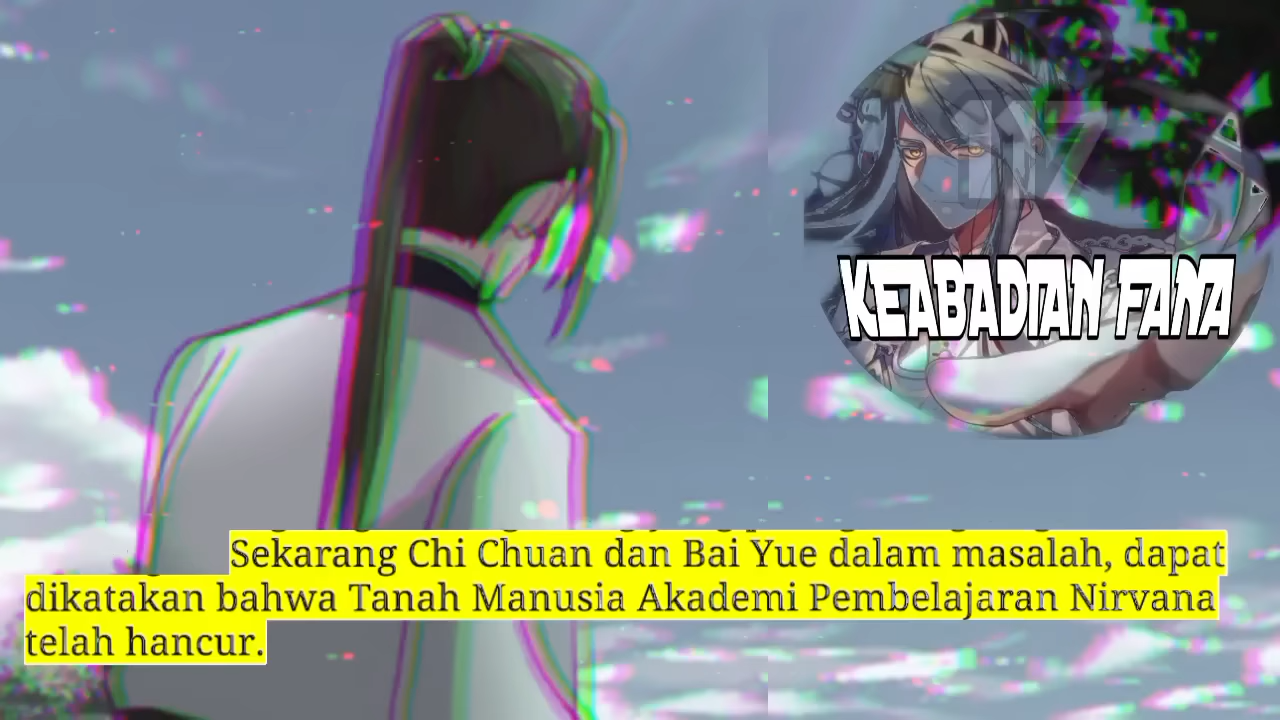 117
KEABADIAN FANA
Sekarang Chi Chuan dan Bai Yue dalam masalah, dapat
dikatakan bahwa Tanah Manusia Akademi Pembelajaran Nirvana
telah hancur.